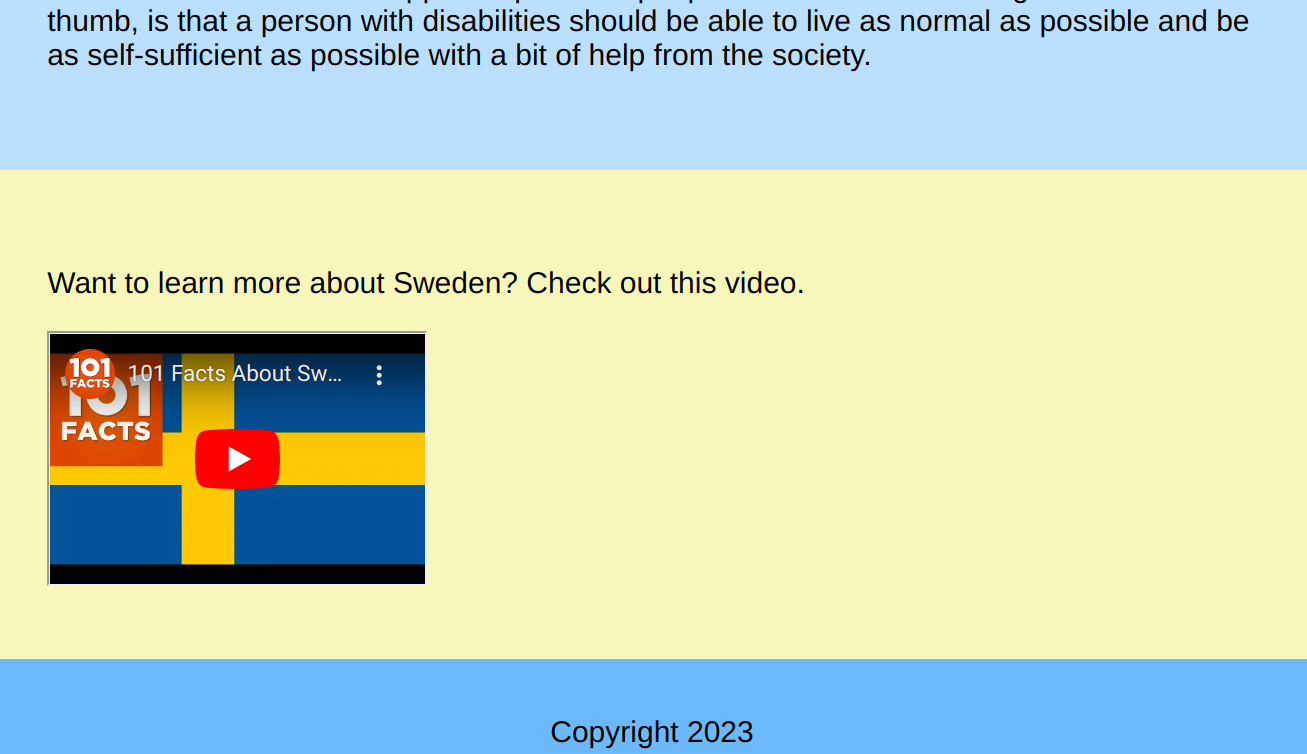 thumb, is that a person with disabilities should be able to live as normal as possible and be
as self-sufficient as possible with a bit of help from the society.
Want to learn more about Sweden? Check out this video.
101
FACTS
101 Facts About Sw...
101
FACTS
Copyright 2023